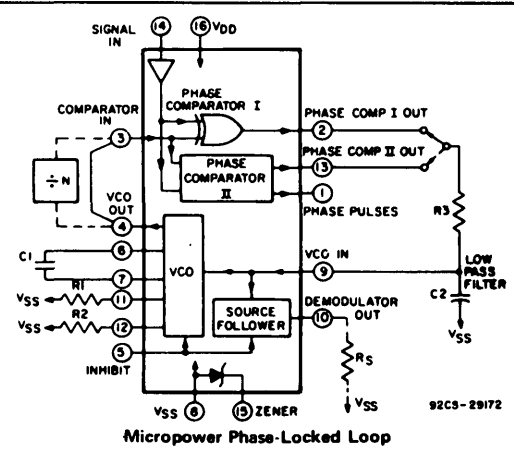 SIGNAL IN
14
16 VDD
PHASE COMPARATOR I
COMPARATOR IN
3
PHASE COMP I OUT
2
PHASE COMP II OUT
13
÷ N
PHASE COMPARATOR II
1
PHASE PULSES
VCO OUT
4
R3
6
C1
7
VCO
VCO IN
9
LOW PASS FILTER
R1
VSS
11
C2
R2
VSS
12
SOURCE FOLLOWER
DEMODULATOR OUT
10
VSS
5
INHIBIT
RS
VSS
VSS 8
15 ZENER
92CS-29172
Micropower Phase-Locked Loop